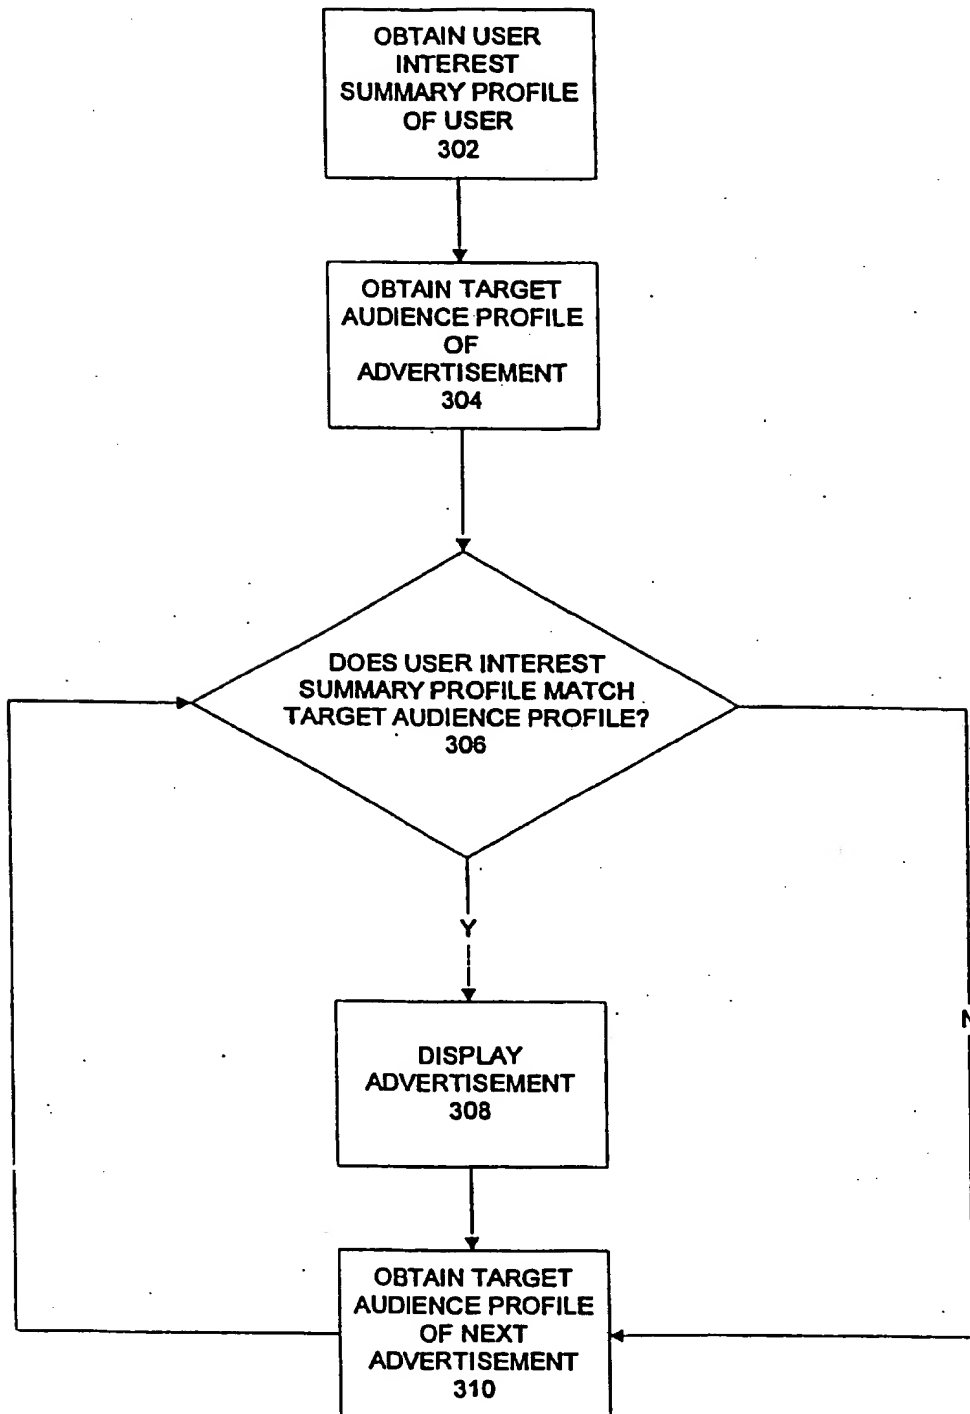 OBTAIN USER
INTEREST
SUMMARY PROFILE
OF USER
302
OBTAIN TARGET
AUDIENCE PROFILE
OF
ADVERTISEMENT
304
DOES USER INTEREST
SUMMARY PROFILE MATCH
TARGET AUDIENCE PROFILE?
306
Y
N
DISPLAY
ADVERTISEMENT
308
OBTAIN TARGET
AUDIENCE PROFILE
OF NEXT
ADVERTISEMENT
310